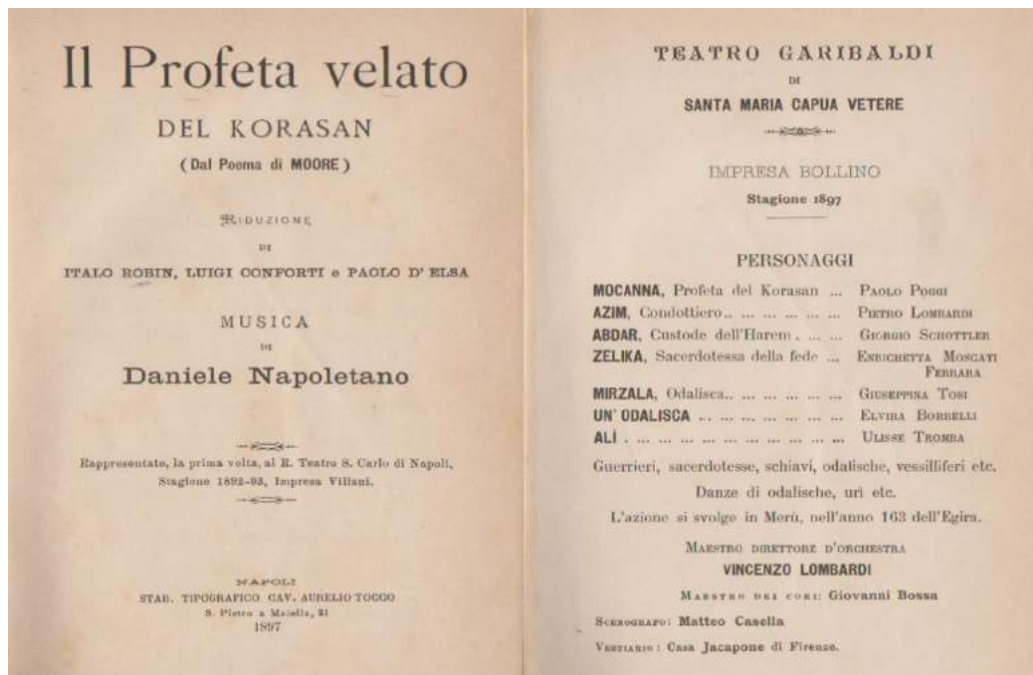 Il Profeta velato
DEL KORASAN
(Dal Poema di MOORE)
RIDUZIONE
DI
ITALO ROBIN, LUIGI CONFORTI e PAOLO D' ELSA
MUSICA
DI
Daniele Napoletano
Rappresentato, la prima volta, al R. Teatro S. Carlo di Napoli,
Stagione 1892-93, Impresa Villani.
NAPOLI
STAB. TIPOGRAFICO CAV. AURELIO TOCCO
S. Pietro a Maiella, 31
1897
TEATRO GARIBALDI
DI
SANTA MARIA CAPUA VETERE
IMPRESA BOLLINO
Stagione 1897
PERSONAGGI
MOCANNA, Profeta del Korasan ... PAOLO POGGI
AZIM, Condottiero.. ... ... ... ... ... PIETRO LOMBARDI
ABDAR, Custode dell'Harem . ... ... GIORGIO SCHOTTLER
ZELIKA, Sacerdotessa della fede ... ENRICHETTA MOSCATI
FERRARA
MIRZALA, Odalisca.. ... ... ... ... ... GIUSEPPINA TOSI
UN' ODALISCA .. ... ... ... ... ... ELVIRA BORRELLI
ALÌ . ... ... ... ... ... ... ... ... ... ULISSE TROMBA
Guerrieri, sacerdotesse, schiavi, odalische, vessilliferi etc.
Danze di odalische, urì etc.
L'azione si svolge in Merù, nell'anno 163 dell'Egira.
MAESTRO DIRETTORE D'ORCHESTRA
VINCENZO LOMBARDI
MAESTRO DEI CORI: Giovanni Bossa
SCENOGRAFO: Matteo Casella
VESTIARIO: Casa Jacapone di Firenze.